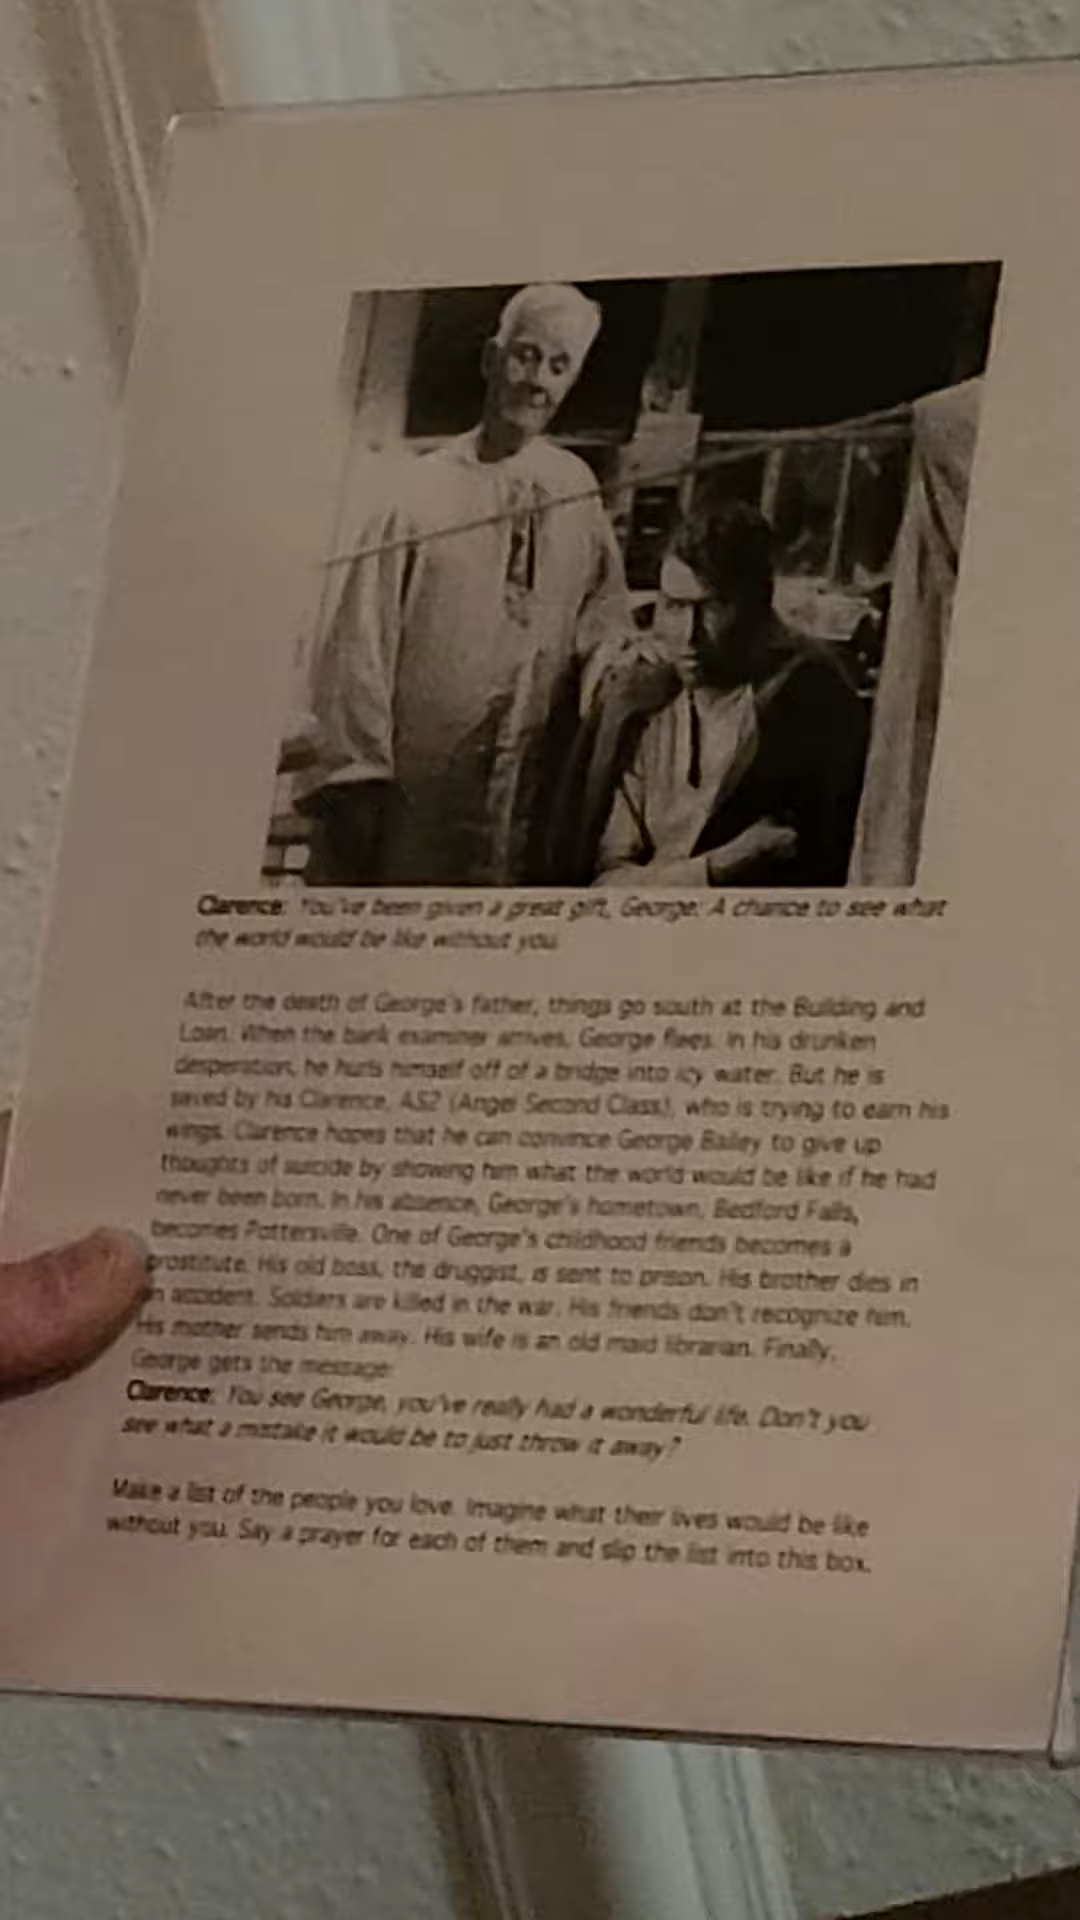 Clarence: You've been given a great gift, George: A chance to see what
the world would be like without you.
After the death of George's father, things go south at the Building and
Loan. When the bank examiner arrives, George flees. In his drunken
desperation, he hurls himself off of a bridge into icy water. But he is
saved by his Clarence, AS2 (Angel Second Class), who is trying to earn his
wings. Clarence hopes that he can convince George Bailey to give up
thoughts of suicide by showing him what the world would be like if he had
never been born. In his absence, George's hometown, Bedford Falls,
becomes Pottersville. One of George's childhood friends becomes a
prostitute. His old boss, the druggist, is sent to prison. His brother dies in
an accident. Soldiers are killed in the war. His friends don't recognize him.
His mother sends him away. His wife is an old maid librarian. Finally,
George gets the message:
Clarence: You see George, you've really had a wonderful life. Don't you
see what a mistake it would be to just throw it away?
Make a list of the people you love. Imagine what their lives would be like
without you. Say a prayer for each of them and slip the list into this box.